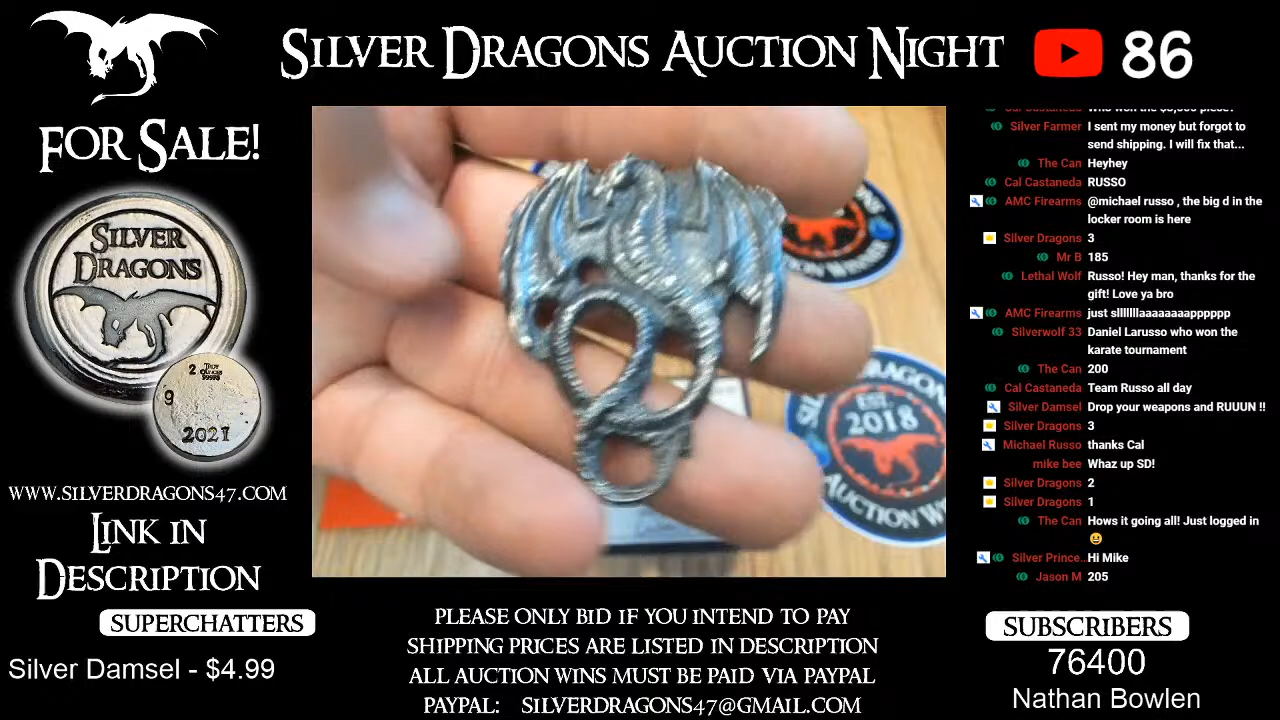 SILVER DRAGONS AUCTION NIGHT
86
FOR SALE!
SILVER
DRAGONS
2 TROY
OUNCES
9
2021
WWW.SILVERDRAGONS47.COM
LINK IN
DESCRIPTION
SUPERCHATTERS
Silver Damsel - $4.99
2018
AUCTION
PLEASE ONLY BID IF YOU INTEND TO PAY
SHIPPING PRICES ARE LISTED IN DESCRIPTION
ALL AUCTION WINS MUST BE PAID VIA PAYPAL
PAYPAL: SILVERDRAGONS47@GMAIL.COM
Silver Farmer I sent my money but forgot to
send shipping. I will fix that...
The Can Heyhey
Cal Castaneda RUSSO
AMC Firearms @michael russo , the big d in the
locker room is here
Silver Dragons 3
Mr B 185
Lethal Wolf Russo! Hey man, thanks for the
gift! Love ya bro
AMC Firearms just slllllllaaaaaaaapppppp
Silverwolf 33 Daniel Larusso who won the
karate tournament
The Can 200
Cal Castaneda Team Russo all day
Silver Damsel Drop your weapons and RUUUN !!
Silver Dragons 3
Michael Russo thanks Cal
mike bee Whaz up SD!
Silver Dragons 2
Silver Dragons 1
The Can Hows it going all! Just logged in
Silver Prince... Hi Mike
Jason M 205
SUBSCRIBERS
76400
Nathan Bowlen